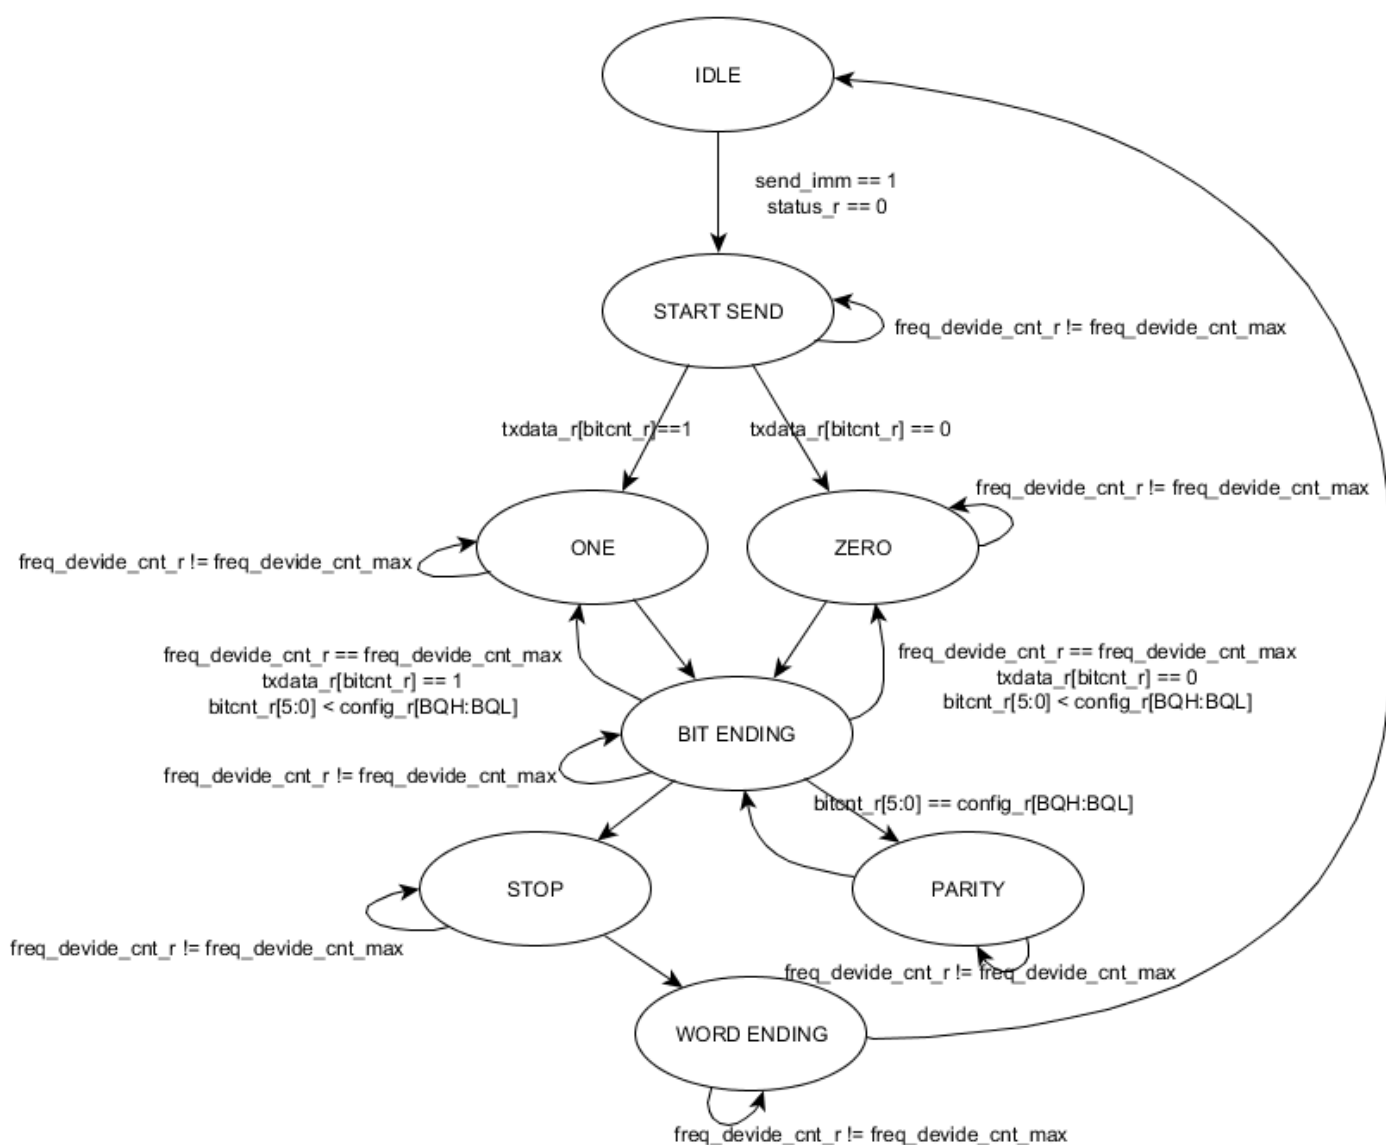 IDLE
send_imm == 1
status_r == 0
START SEND
freq_devide_cnt_r != freq_devide_cnt_max
txdata_r[bitcnt_r]==1
txdata_r[bitcnt_r] == 0
freq_devide_cnt_r != freq_devide_cnt_max
ONE
ZERO
freq_devide_cnt_r != freq_devide_cnt_max
freq_devide_cnt_r == freq_devide_cnt_max
txdata_r[bitcnt_r] == 1
bitcnt_r[5:0] < config_r[BQH:BQL]
freq_devide_cnt_r == freq_devide_cnt_max
txdata_r[bitcnt_r] == 0
bitcnt_r[5:0] < config_r[BQH:BQL]
BIT ENDING
freq_devide_cnt_r != freq_devide_cnt_max
bitcnt_r[5:0] == config_r[BQH:BQL]
STOP
PARITY
freq_devide_cnt_r != freq_devide_cnt_max
freq_devide_cnt_r != freq_devide_cnt_max
WORD ENDING
freq_devide_cnt_r != freq_devide_cnt_max